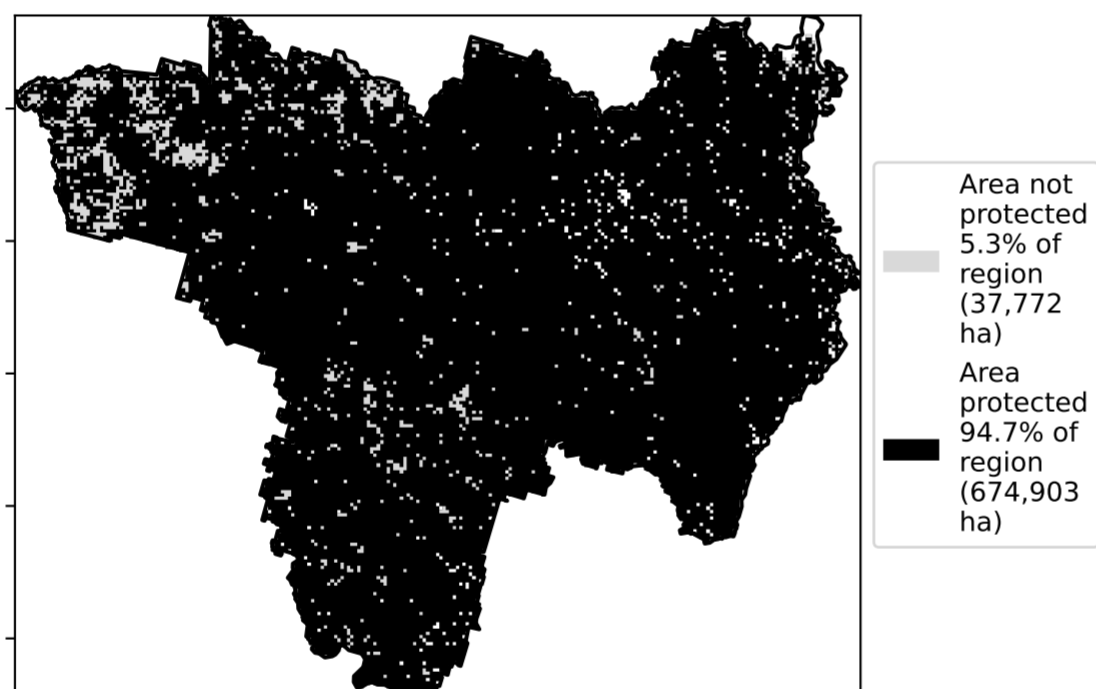 Area not
protected
5.3% of
region
(37,772
ha)
Area
protected
94.7% of
region
(674,903
ha)